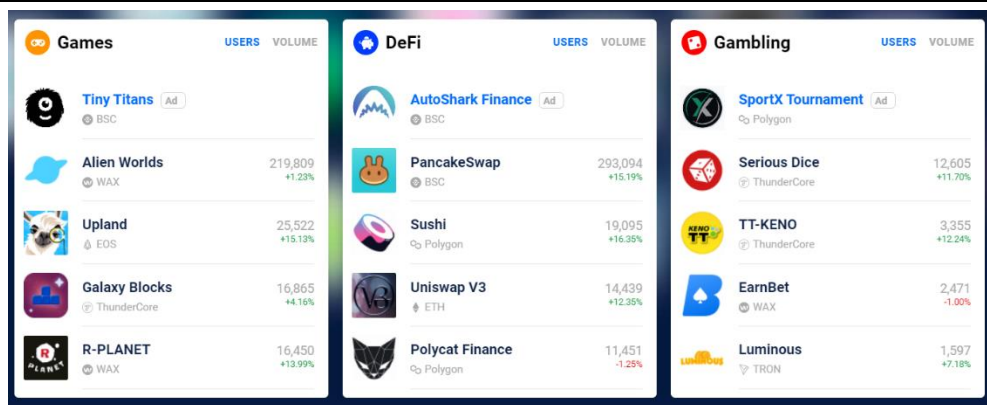 Games
USERS VOLUME
Tiny Titans Ad
BSC
Alien Worlds 219,809
WAX +1.23%
Upland 25,522
EOS +15.13%
Galaxy Blocks 16,865
ThunderCore +4.16%
R
PLANET
R-PLANET 16,450
WAX +13.99%
DeFi
USERS VOLUME
AutoShark Finance Ad
BSC
PancakeSwap 293,094
BSC +15.19%
Sushi 19,095
Polygon +16.35%
V3
Uniswap V3 14,439
ETH +12.35%
Polycat Finance 11,451
Polygon -1.25%
Gambling
USERS VOLUME
SportX Tournament Ad
Polygon
Serious Dice 12,605
ThunderCore +11.70%
KENO
TT
TT-KENO 3,355
ThunderCore +12.24%
EarnBet 2,471
WAX -1.00%
LUMINOUS
Luminous 1,597
TRON +7.18%